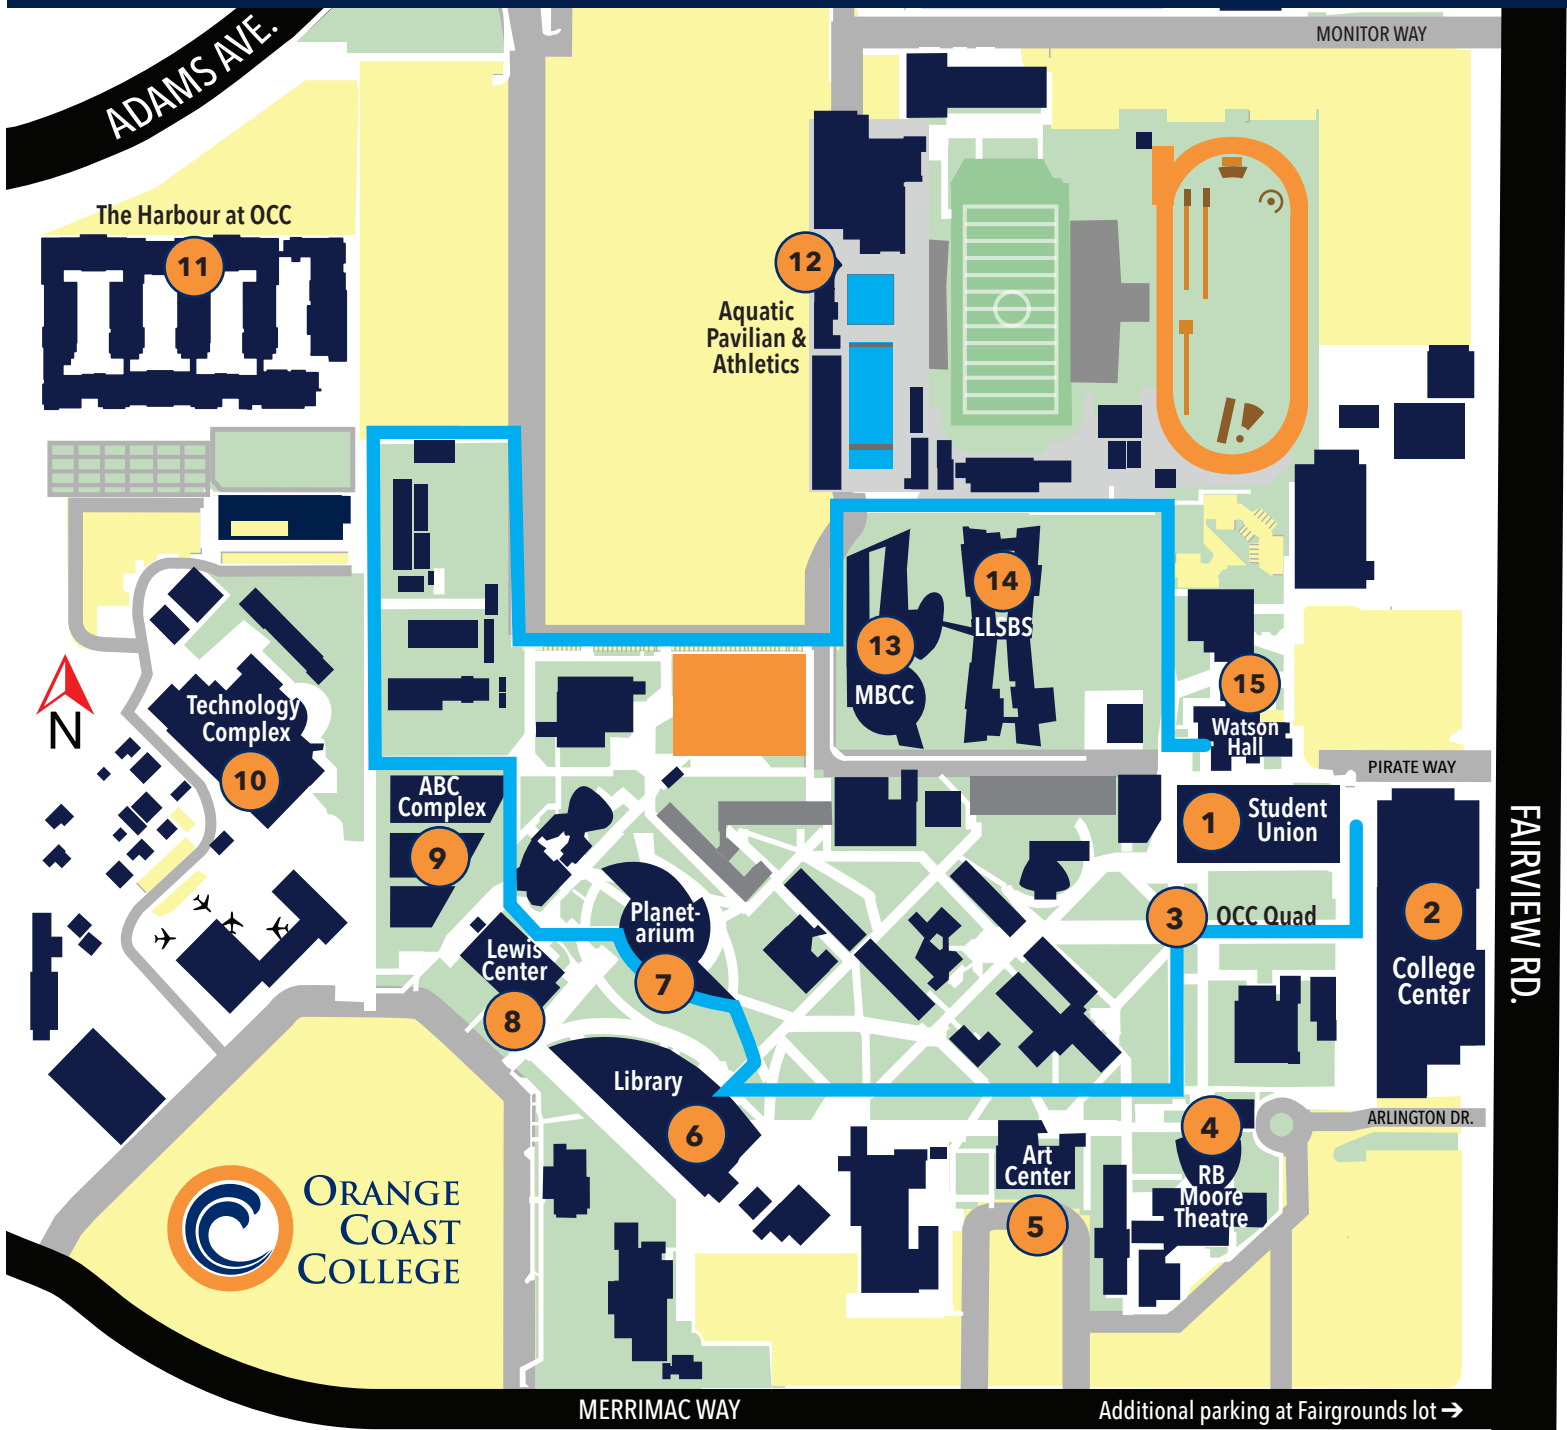 MONITOR WAY
ADAMS AVE.
The Harbour at OCC
11
12
Aquatic
Pavilian &
Athletics
14
LLSBS
13
MBCC
15
Watson
Hall
N
Technology
Complex
10
PIRATE WAY
ABC
Complex
9
1
Student
Union
FAIRVIEW RD.
Planet-
arium
7
3
OCC Quad
2
College
Center
Lewis
Center
8
Library
6
4
RB
Moore
Theatre
ARLINGTON DR.
Art
Center
5
ORANGE
COAST
COLLEGE
MERRIMAC WAY
Additional parking at Fairgrounds lot ➔